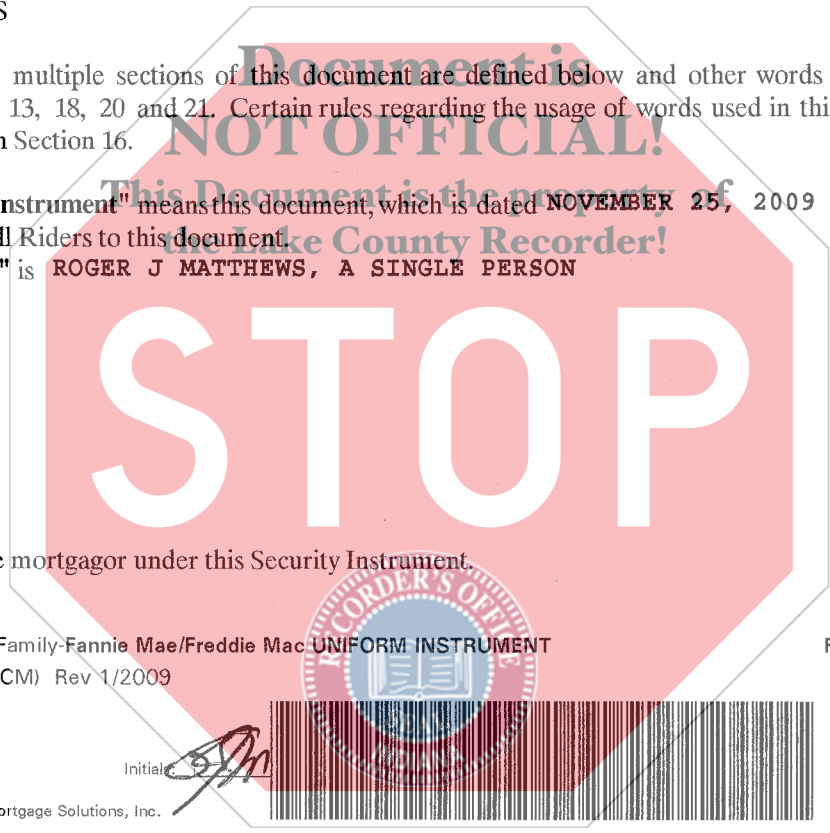 S
Document is
multiple sections of this document are defined below and other words
13, 18, 20 and 21. Certain rules regarding the usage of words used in thi
NOT OFFICIAL!
n Section 16.
This Document is the property of
nstrument" means this document, which is dated NOVEMBER 25, 2009
ll Riders to this document.
the Lake County Recorder!
" is ROGER J MATTHEWS, A SINGLE PERSON
STOP
e mortgagor under this Security Instrument.
RECORDER'S OFFICE
Family-Fannie Mae/Freddie Mac UNIFORM INSTRUMENT
F
CM) Rev 1/2009
SEAL
INDIANA
Initials:
ortgage Solutions, Inc.